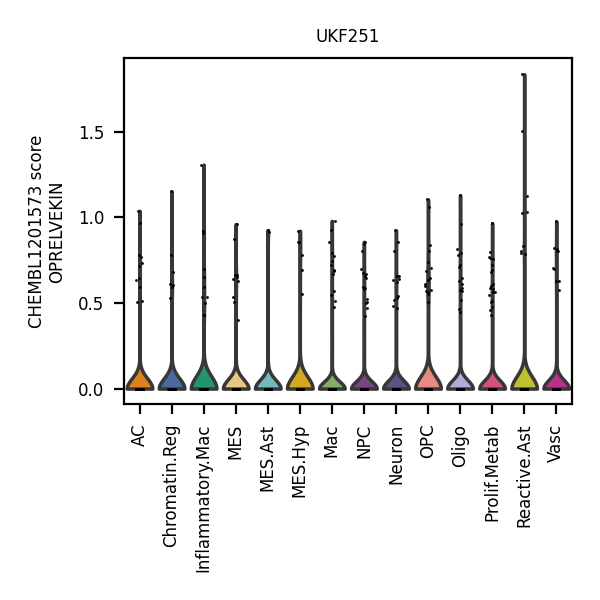 UKF251
CHEMBL1201573 score
OPRELVEKIN
1.5
1.0
0.5
0.0
AC
Chromatin.Reg
Inflammatory.Mac
MES
MES.Ast
MES.Hyp
Mac
NPC
Neuron
OPC
Oligo
Prolif.Metab
Reactive.Ast
Vasc